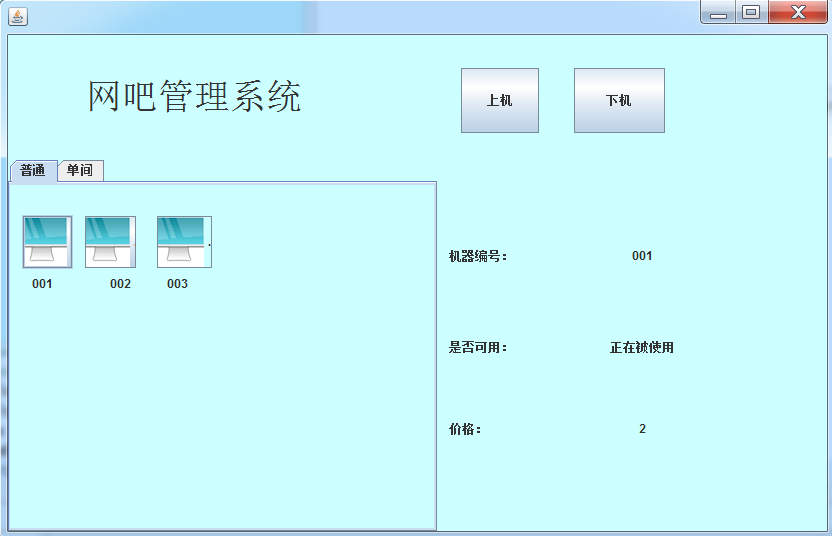 网吧管理系统
上机 下机
普通 单间
001 002 003
机器编号： 001
是否可用： 正在被使用
价格： 2